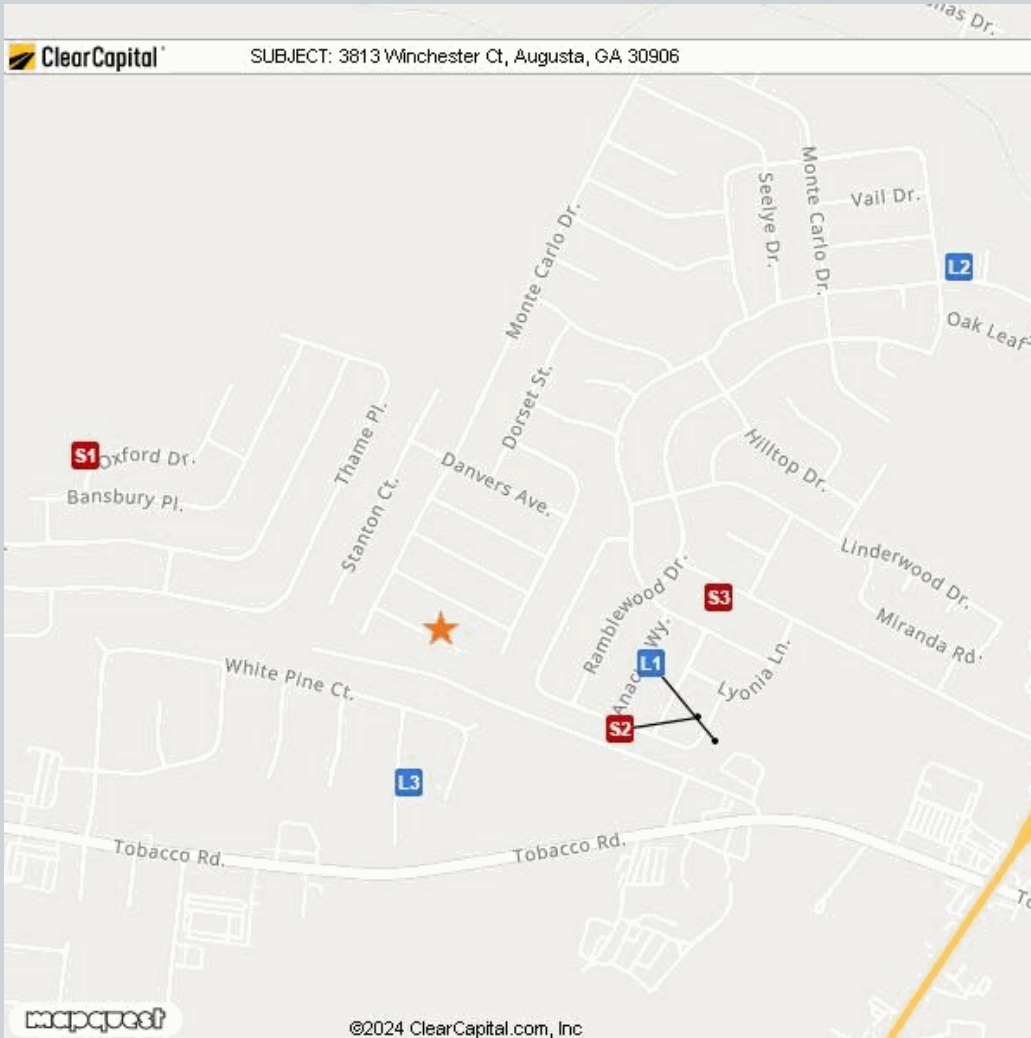 ClearCapital
SUBJECT: 3813 Winchester Ct, Augusta, GA 30906
Monte Carlo Dr.
Seelye Dr.
Monte Carlo Dr.
Vail Dr.
L2
Oak Leaf
Dorset St.
Thame Pl.
S1
Oxford Dr.
Bansbury Pl.
Danvers Ave.
Hilltop Dr.
Stanton Ct.
Linderwood Dr.
Ramblewood Dr.
S3
Miranda Rd.
L1
Wy.
Lyonia Ln.
White Pine Ct.
S2
L3
Tobacco Rd.
Tobacco Rd.
mapquest
©2024 ClearCapital.com, Inc